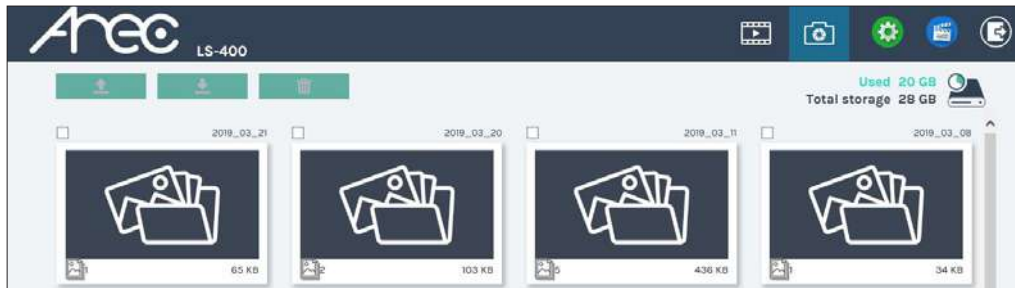 Arec LS-400
Used 20 GB
Total storage 28 GB
2019_03_21
2019_03_20
2019_03_11
2019_03_08
1 65 KB
2 103 KB
5 436 KB
1 34 KB